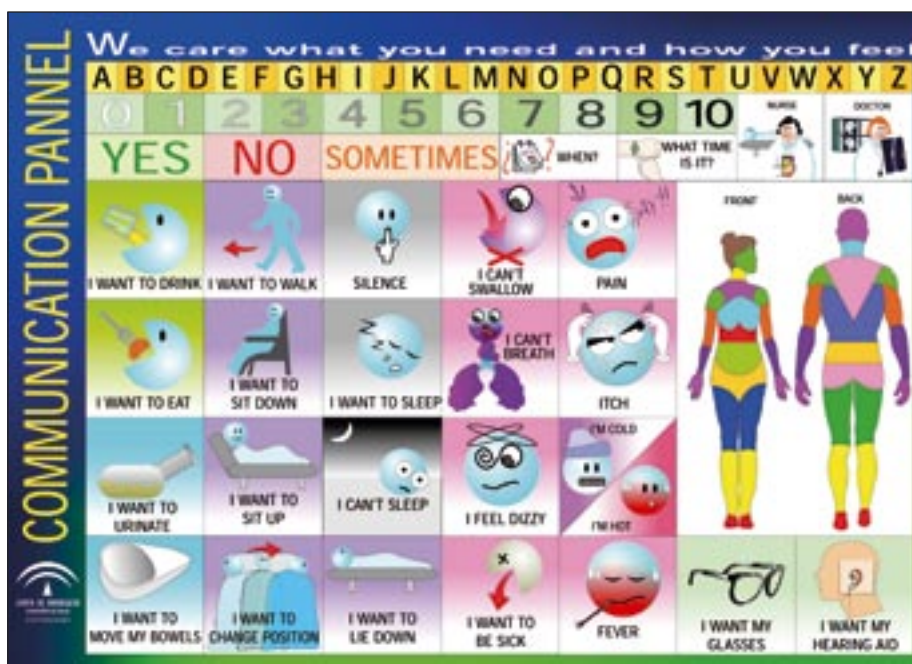 COMMUNICATION PANNEL
We care what you need and how you feel
A B C D E F G H I J K L M N O P Q R S T U V W X Y Z
0 1 2 3 4 5 6 7 8 9 10
NURSE
DOCTOR
YES
NO
SOMETIMES
WHEN?
WHAT TIME
IS IT?
I WANT TO DRINK
I WANT TO WALK
SILENCE
I CAN'T
SWALLOW
PAIN
FRONT
BACK
I WANT TO EAT
I WANT TO
SIT DOWN
I WANT TO SLEEP
I CAN'T
BREATH
ITCH
I WANT TO
URINATE
I WANT TO
SIT UP
I CAN'T SLEEP
I FEEL DIZZY
I'M COLD
I'M HOT
I WANT TO
MOVE MY BOWELS
I WANT TO
CHANGE POSITION
I WANT TO
LIE DOWN
I WANT TO
BE SICK
FEVER
I WANT MY
GLASSES
I WANT MY
HEARING AID
JUNTA DE ANDALUCIA